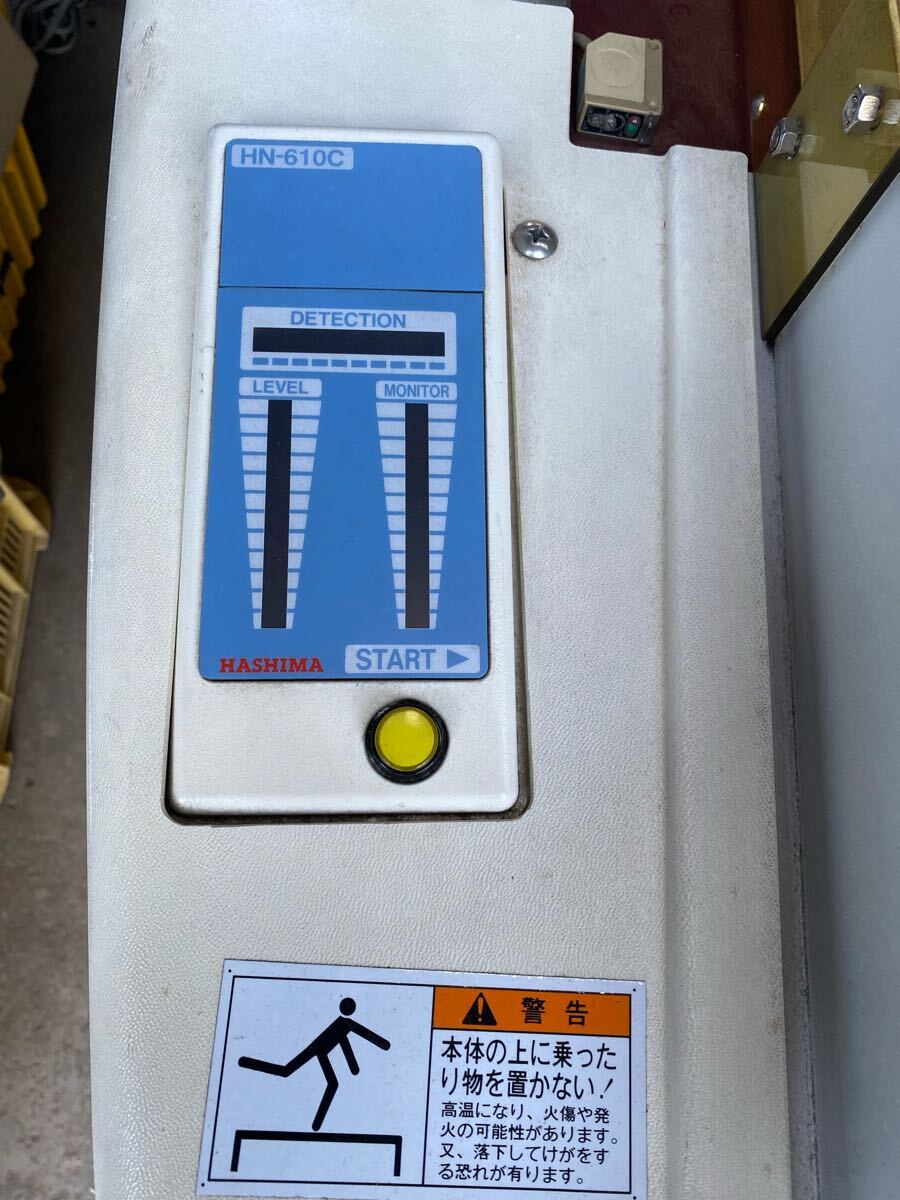 HN-610C
DETECTION
LEVEL
MONITOR
HASHIMA
START
警告
本体の上に乗った
り物を置かない!
高温になり、火傷や発
火の可能性があります。
又、落下してけがをす
る恐れが有ります。